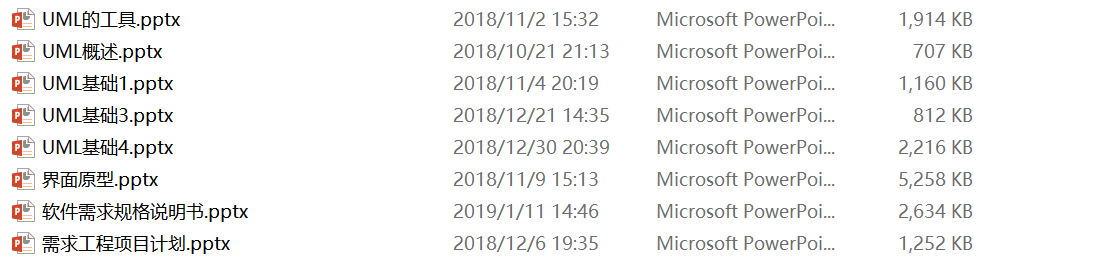 UML的工具.pptx 2018/11/2 15:32 Microsoft PowerPoi... 1,914 KB
UML概述.pptx 2018/10/21 21:13 Microsoft PowerPoi... 707 KB
UML基础1.pptx 2018/11/4 20:19 Microsoft PowerPoi... 1,160 KB
UML基础3.pptx 2018/12/21 14:35 Microsoft PowerPoi... 812 KB
UML基础4.pptx 2018/12/30 20:39 Microsoft PowerPoi... 2,216 KB
界面原型.pptx 2018/11/9 15:13 Microsoft PowerPoi... 5,258 KB
软件需求规格说明书.pptx 2019/1/11 14:46 Microsoft PowerPoi... 2,634 KB
需求工程项目计划.pptx 2018/12/6 19:35 Microsoft PowerPoi... 1,252 KB